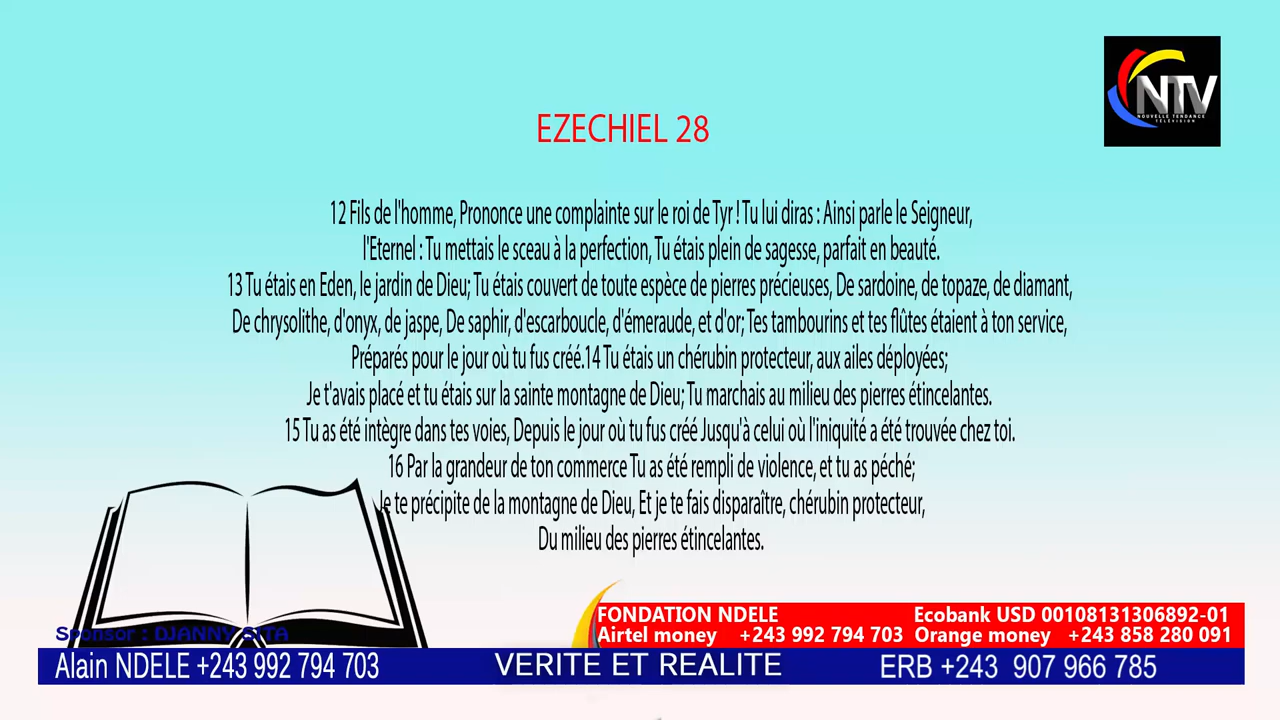 NTV
NOUVELLE TENDANCE
TÉLÉVISION
EZECHIEL 28
12 Fils de l'homme, Prononce une complainte sur le roi de Tyr ! Tu lui diras : Ainsi parle le Seigneur,
l'Eternel : Tu mettais le sceau à la perfection, Tu étais plein de sagesse, parfait en beauté.
13 Tu étais en Eden, le jardin de Dieu; Tu étais couvert de toute espèce de pierres précieuses, De sardoine, de topaze, de diamant,
De chrysolithe, d'onyx, de jaspe, De saphir, d'escarboucle, d'émeraude, et d'or; Tes tambourins et tes flûtes étaient à ton service,
Préparés pour le jour où tu fus créé.14 Tu étais un chérubin protecteur, aux ailes déployées;
Je t'avais placé et tu étais sur la sainte montagne de Dieu; Tu marchais au milieu des pierres étincelantes.
15 Tu as été intègre dans tes voies, Depuis le jour où tu fus créé Jusqu'à celui où l'iniquité a été trouvée chez toi.
16 Par la grandeur de ton commerce Tu as été rempli de violence, et tu as péché;
Je te précipite de la montagne de Dieu, Et je te fais disparaître, chérubin protecteur,
Du milieu des pierres étincelantes.
FONDATION NDELE Ecobank USD 00108131306892-01
Airtel money +243 992 794 703 Orange money +243 858 280 091
Sponsor : DJANNY SITA
Alain NDELE +243 992 794 703 VERITE ET REALITE ERB +243 907 966 785